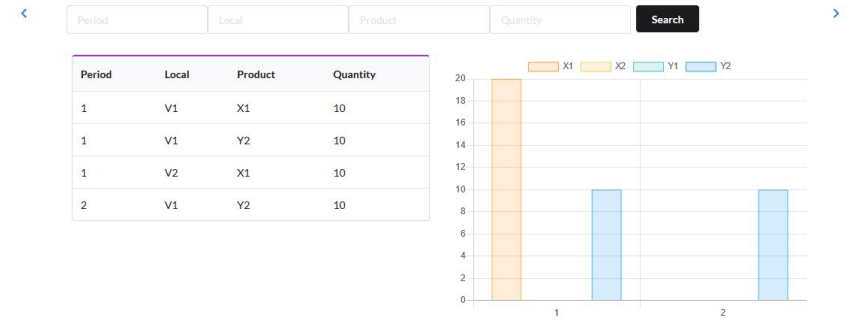 Period Local Product Quantity Search
Period Local Product Quantity
1 V1 X1 10
1 V1 Y2 10
1 V2 X1 10
2 V1 Y2 10
X1 X2 Y1 Y2
20
18
16
14
12
10
8
6
4
2
0
1 2